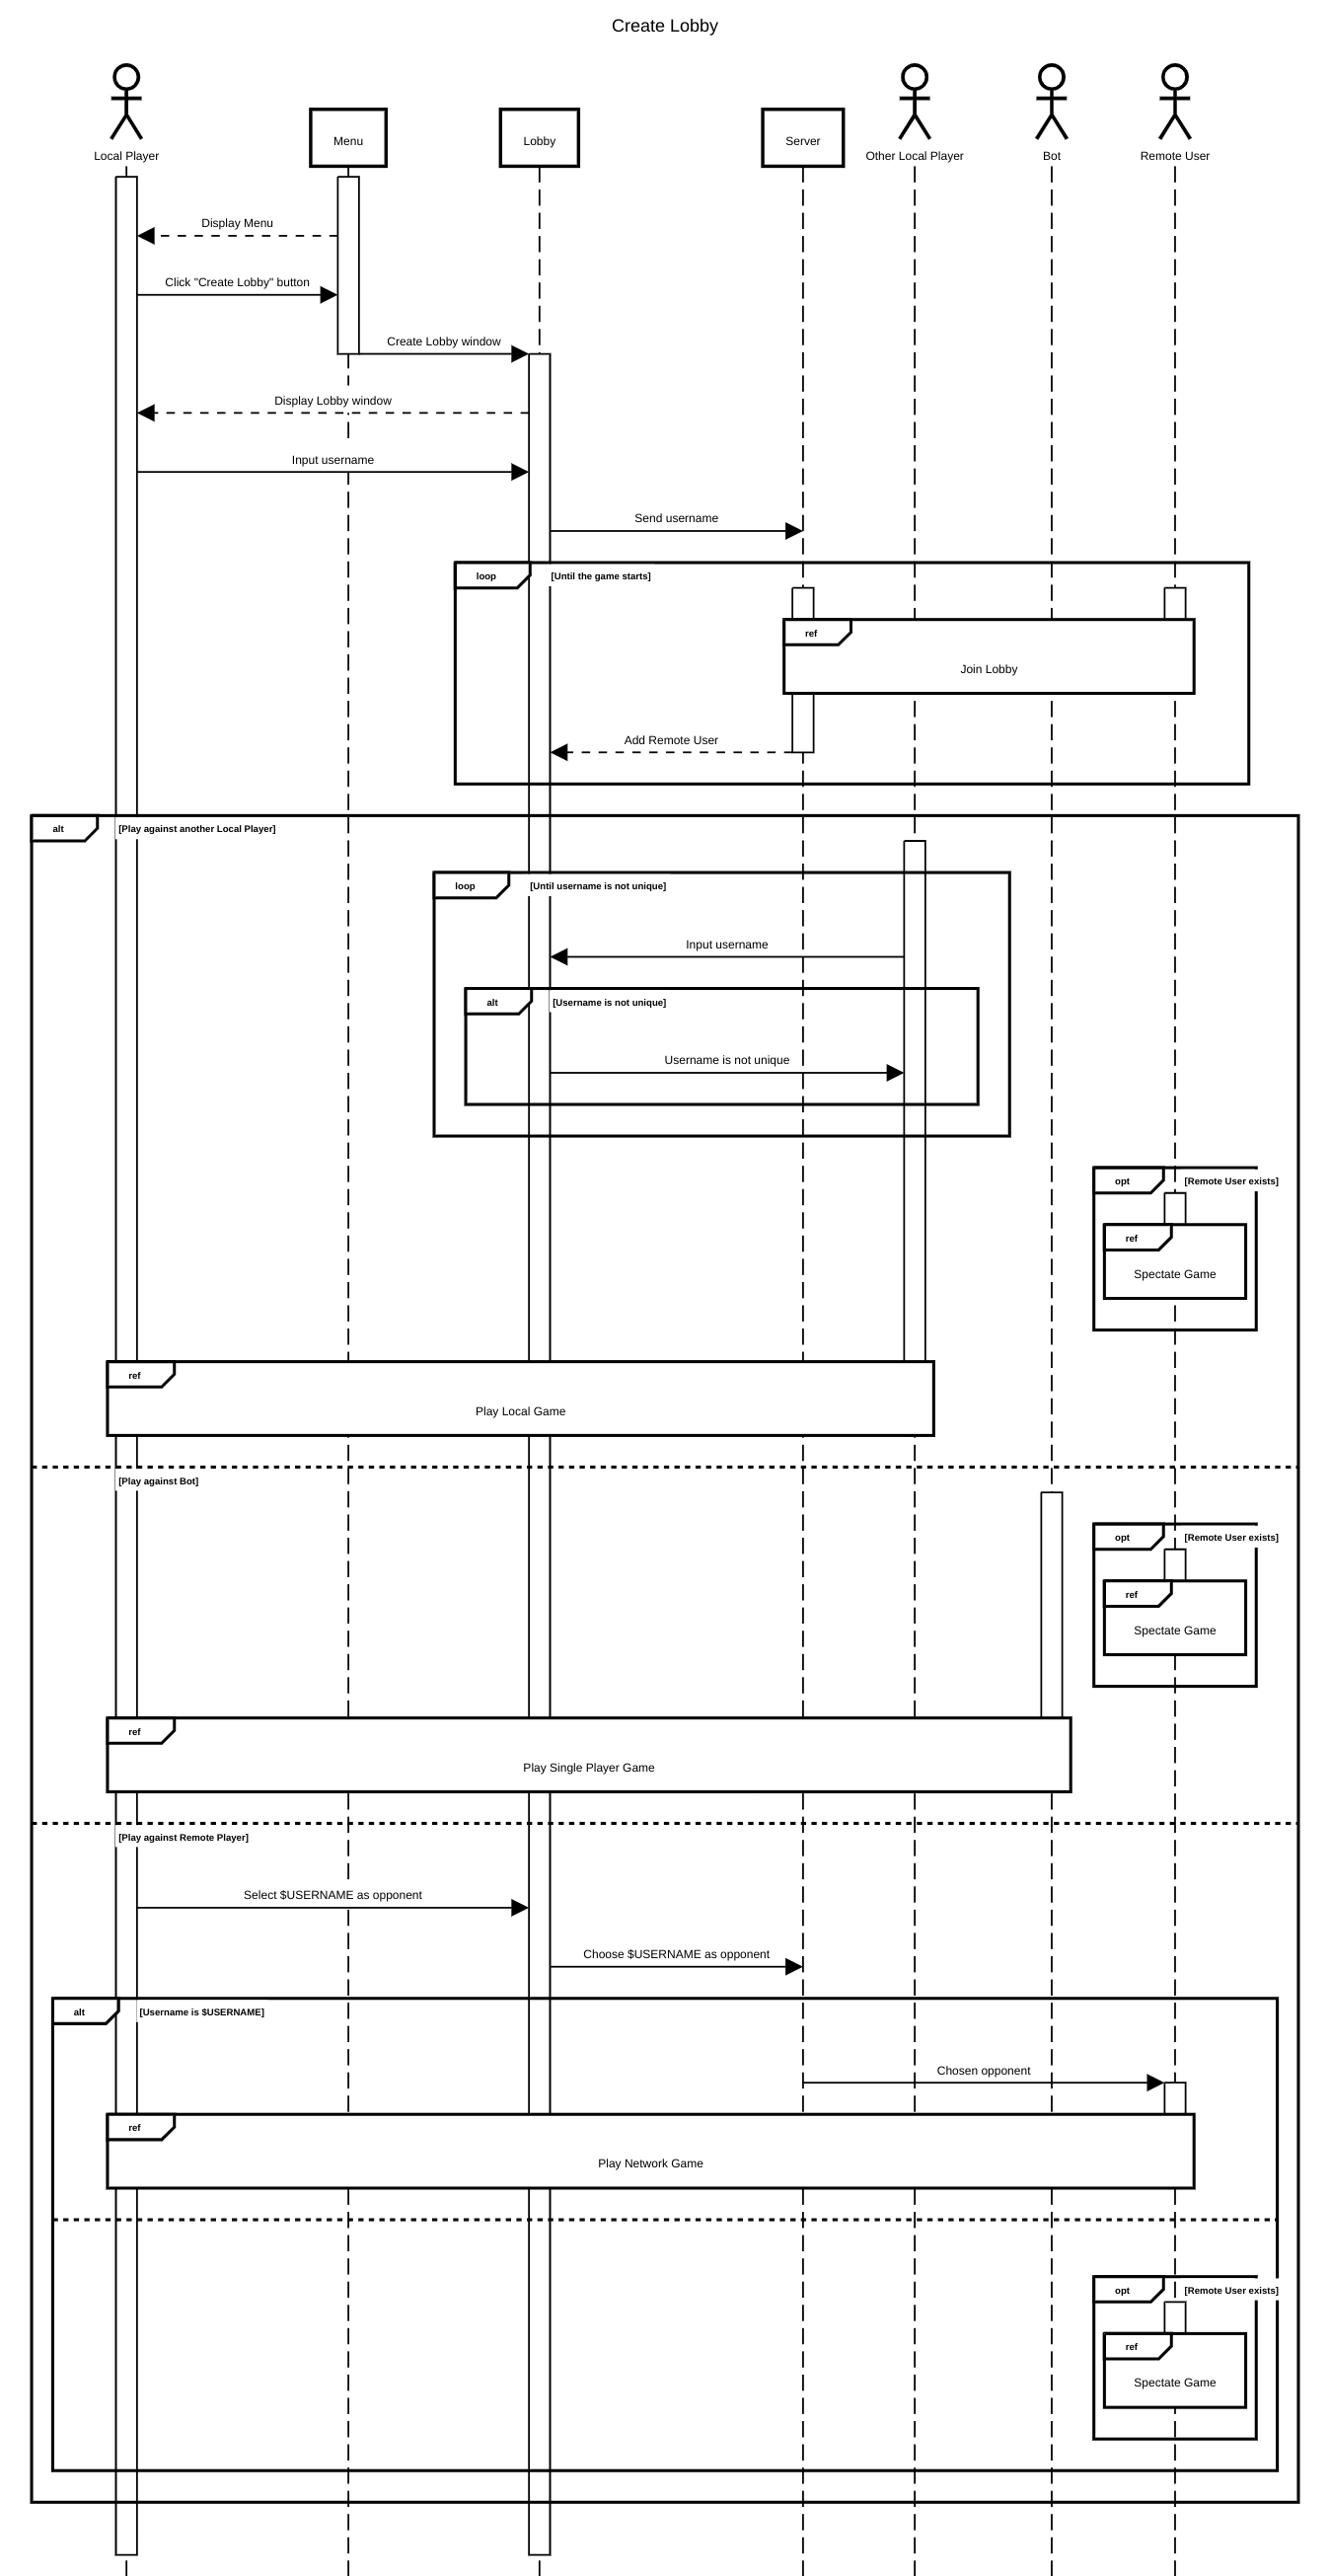 Create Lobby
Local Player
Menu
Lobby
Server
Other Local Player
Bot
Remote User
Display Menu
Click "Create Lobby" button
Create Lobby window
Display Lobby window
Input username
Send username
loop
[Until the game starts]
ref
Join Lobby
Add Remote User
alt
[Play against another Local Player]
loop
[Until username is not unique]
Input username
alt
[Username is not unique]
Username is not unique
opt
[Remote User exists]
ref
Spectate Game
ref
Play Local Game
[Play against Bot]
opt
[Remote User exists]
ref
Spectate Game
ref
Play Single Player Game
[Play against Remote Player]
Select $USERNAME as opponent
Choose $USERNAME as opponent
alt
[Username is $USERNAME]
Chosen opponent
ref
Play Network Game
opt
[Remote User exists]
ref
Spectate Game